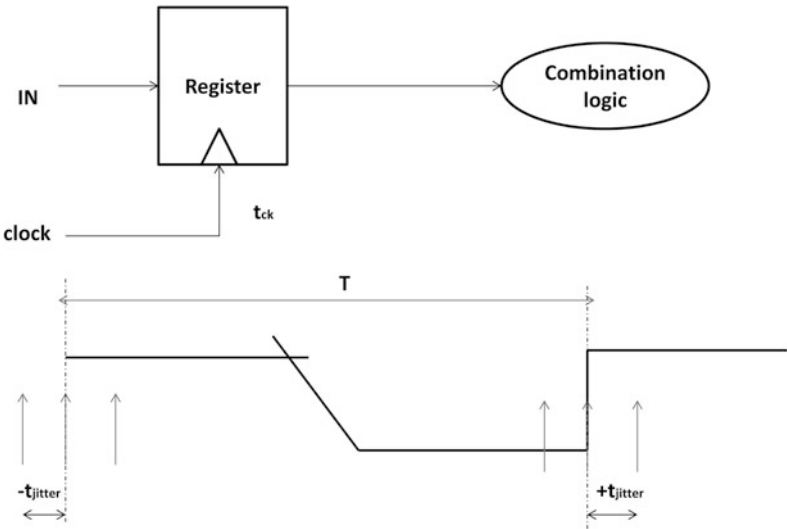 IN
Register
Combination
logic
clock
tck
T
-tjitter
+tjitter